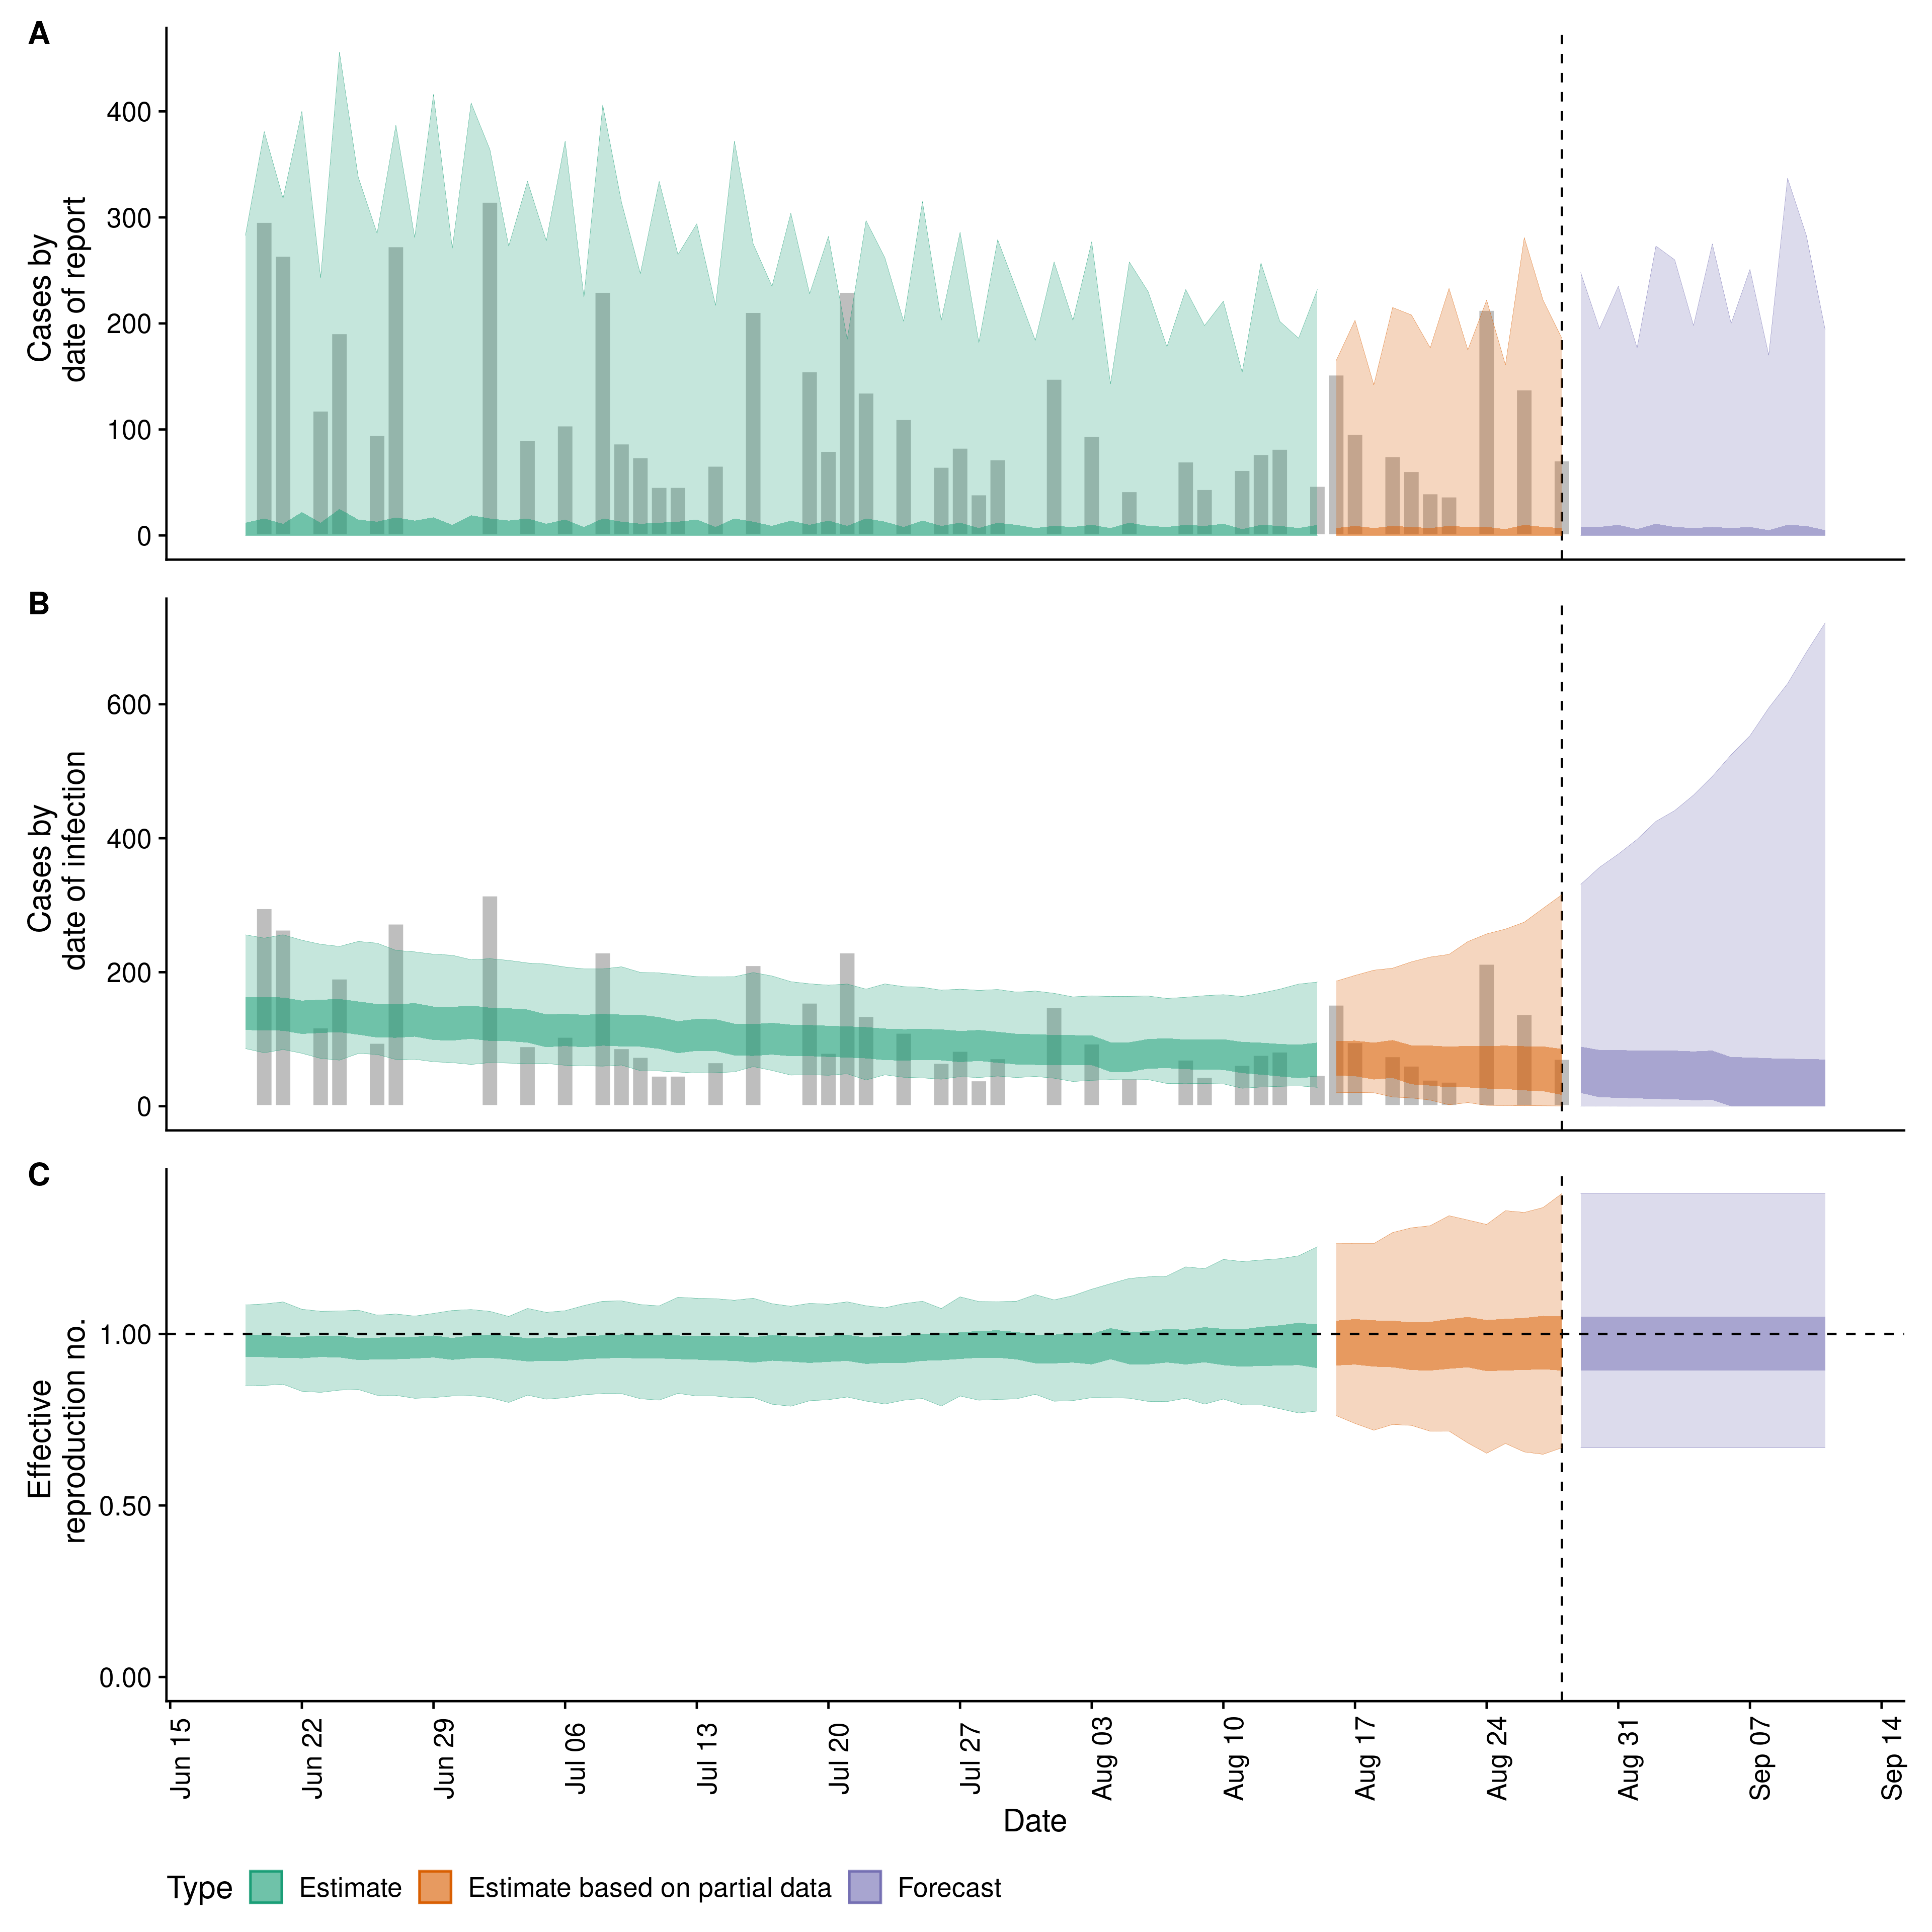 A
Cases by
date of report
400
300
200
100
0
B
Cases by
date of infection
600
400
200
0
C
Effective
reproduction no.
1.00
0.50
0.00
Jun 15
Jun 22
Jun 29
Jul 06
Jul 13
Jul 20
Jul 27
Aug 03
Aug 10
Aug 17
Aug 24
Aug 31
Sep 07
Sep 14
Date
Type Estimate Estimate based on partial data Forecast